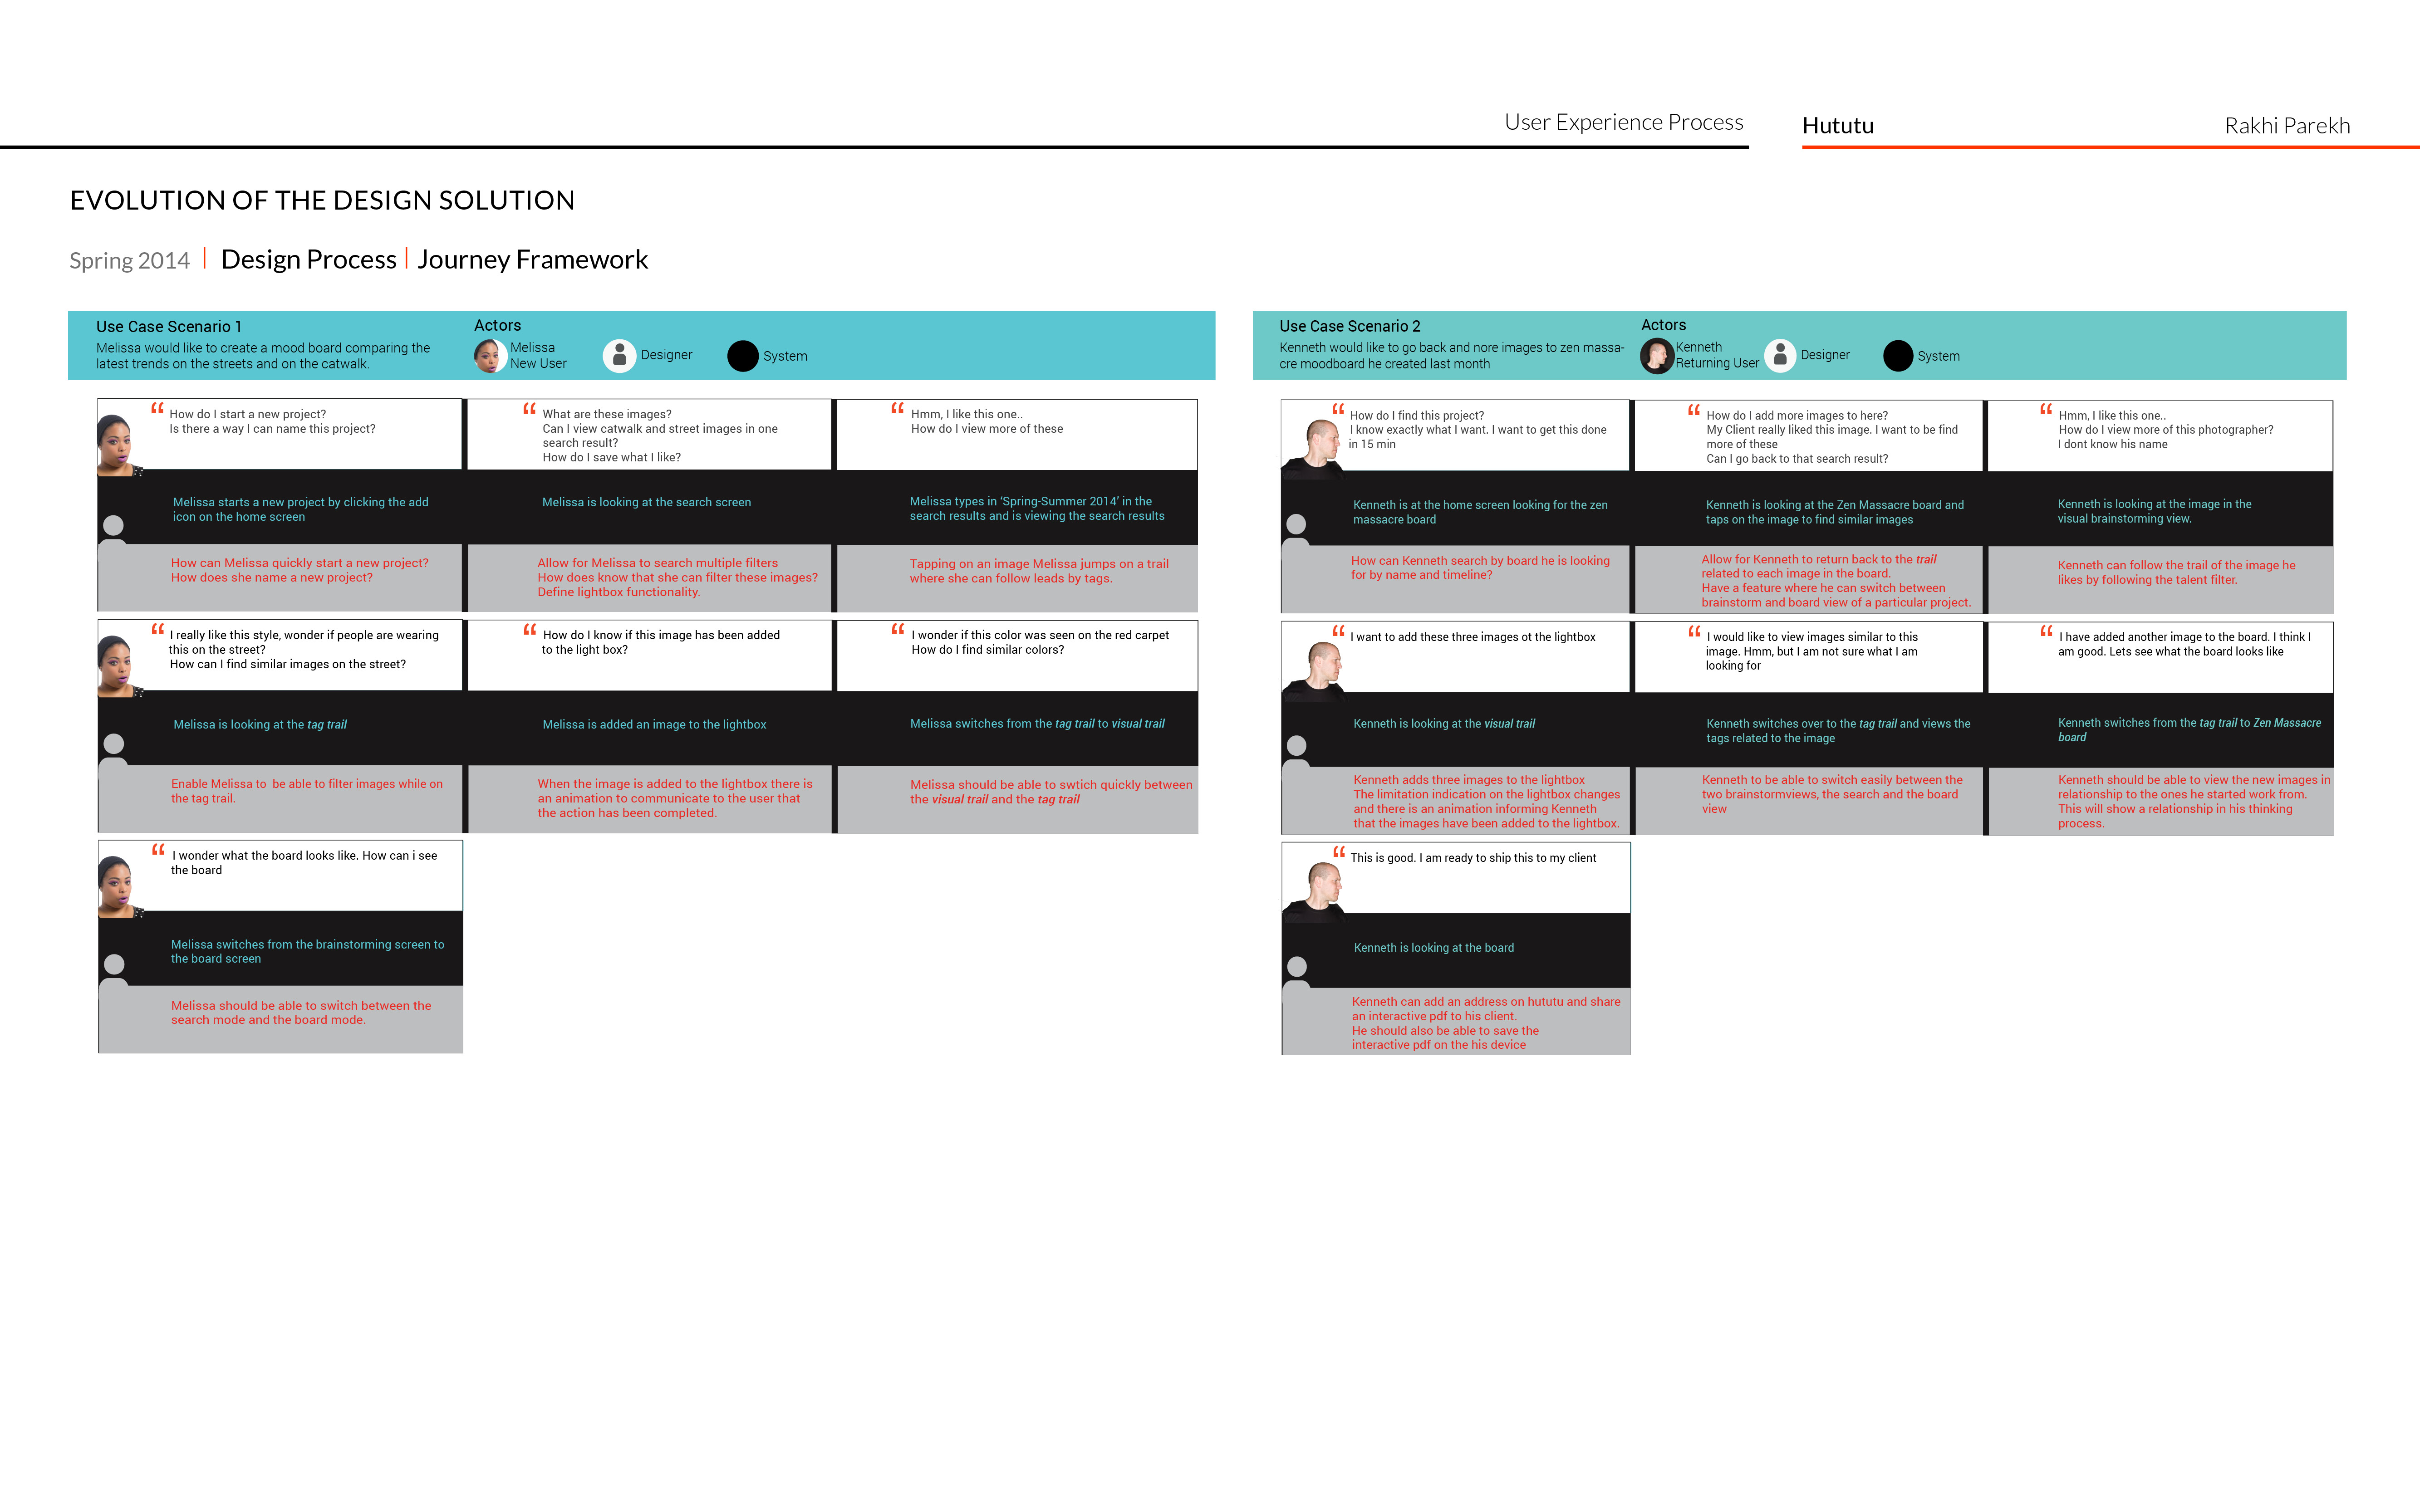 User Experience Process
Hututu
Rakhi Parekh
EVOLUTION OF THE DESIGN SOLUTION
Spring 2014 | Design Process | Journey Framework
Use Case Scenario 1
Melissa would like to create a mood board comparing the
latest trends on the streets and on the catwalk.
Actors
Melissa
New User
Designer
System
“ How do I start a new project?
Is there a way I can name this project?
“ What are these images?
Can I view catwalk and street images in one
search result?
How do I save what I like?
“ Hmm, I like this one..
How do I view more of these
Melissa starts a new project by clicking the add
icon on the home screen
Melissa is looking at the search screen
Melissa types in ‘Spring-Summer 2014’ in the
search results and is viewing the search results
How can Melissa quickly start a new project?
How does she name a new project?
Allow for Melissa to search multiple filters
How does know that she can filter these images?
Define lightbox functionality.
Tapping on an image Melissa jumps on a trail
where she can follow leads by tags.
“ I really like this style, wonder if people are wearing
this on the street?
How can I find similar images on the street?
“ How do I know if this image has been added
to the light box?
“ I wonder if this color was seen on the red carpet
How do I find similar colors?
Melissa is looking at the tag trail
Melissa is added an image to the lightbox
Melissa switches from the tag trail to visual trail
Enable Melissa to be able to filter images while on
the tag trail.
When the image is added to the lightbox there is
an animation to communicate to the user that
the action has been completed.
Melissa should be able to swtich quickly between
the visual trail and the tag trail
“ I wonder what the board looks like. How can i see
the board
Melissa switches from the brainstorming screen to
the board screen
Melissa should be able to switch between the
search mode and the board mode.
Use Case Scenario 2
Kenneth would like to go back and nore images to zen massa-
cre moodboard he created last month
Actors
Kenneth
Returning User
Designer
System
“ How do I find this project?
I know exactly what I want. I want to get this done
in 15 min
“ How do I add more images to here?
My Client really liked this image. I want to be find
more of these
Can I go back to that search result?
“ Hmm, I like this one..
How do I view more of this photographer?
I dont know his name
Kenneth is at the home screen looking for the zen
massacre board
Kenneth is looking at the Zen Massacre board and
taps on the image to find similar images
Kenneth is looking at the image in the
visual brainstorming view.
How can Kenneth search by board he is looking
for by name and timeline?
Allow for Kenneth to return back to the trail
related to each image in the board.
Have a feature where he can switch between
brainstorm and board view of a particular project.
Kenneth can follow the trail of the image he
likes by following the talent filter.
“ I want to add these three images ot the lightbox
“ I would like to view images similar to this
image. Hmm, but I am not sure what I am
looking for
“ I have added another image to the board. I think I
am good. Lets see what the board looks like
Kenneth is looking at the visual trail
Kenneth switches over to the tag trail and views the
tags related to the image
Kenneth switches from the tag trail to Zen Massacre
board
Kenneth adds three images to the lightbox
The limitation indication on the lightbox changes
and there is an animation informing Kenneth
that the images have been added to the lightbox.
Kenneth to be able to switch easily between the
two brainstormviews, the search and the board
view
Kenneth should be able to view the new images in
relationship to the ones he started work from.
This will show a relationship in his thinking
process.
“ This is good. I am ready to ship this to my client
Kenneth is looking at the board
Kenneth can add an address on hututu and share
an interactive pdf to his client.
He should also be able to save the
interactive pdf on the his device